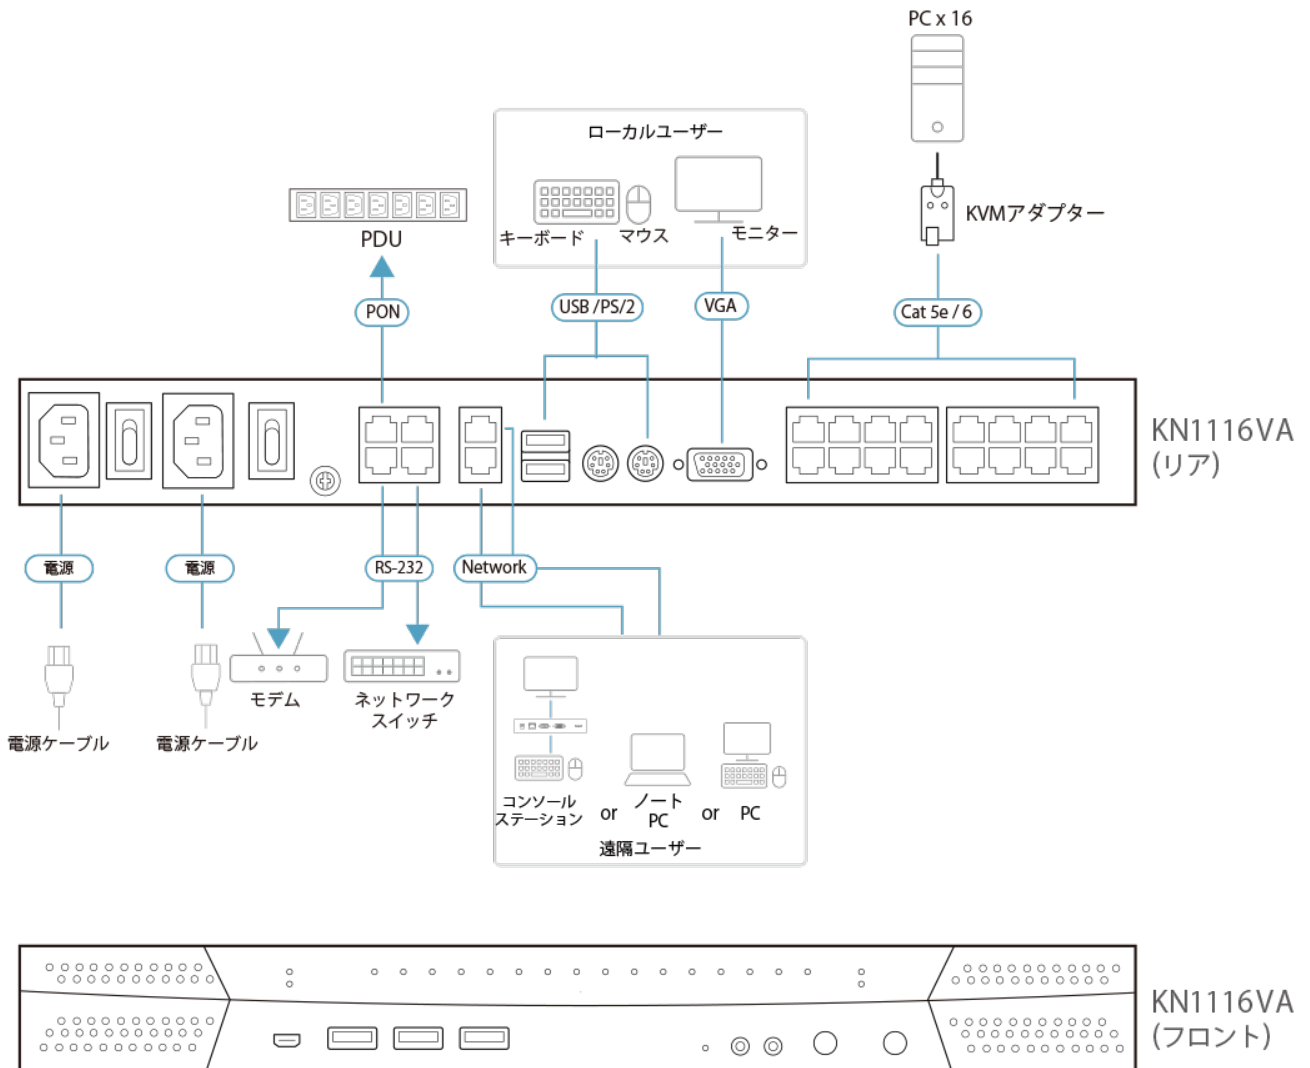 PC x 16
ローカルユーザー
KVMアダプター
キーボード
マウス
モニター
PDU
PON
USB /PS/2
VGA
Cat 5e / 6
KN1116VA
(リア)
電源
電源
RS-232
Network
モデム
ネットワーク
スイッチ
電源ケーブル
電源ケーブル
コンソール
ステーション
or
ノート
PC
or
PC
遠隔ユーザー
KN1116VA
(フロント)